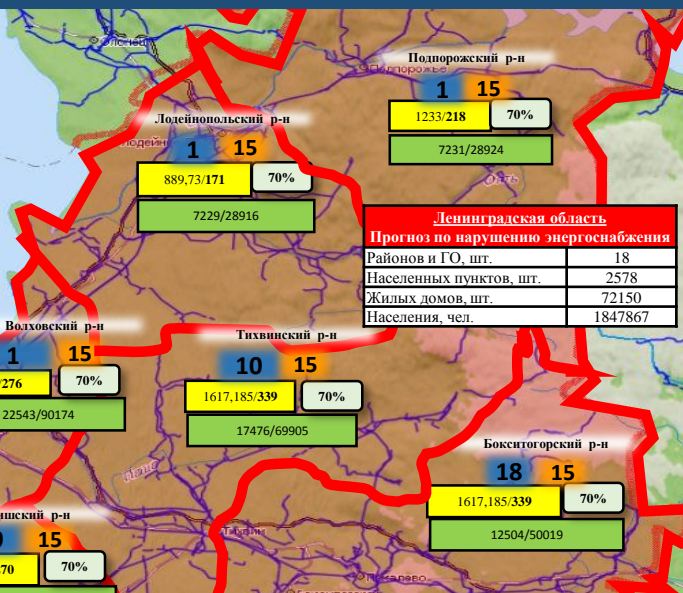 Подпорожский р-н
1 15
1233/218 70%
7231/28924
Лодейнопольский р-н
1 15
889,73/171 70%
7229/28916
Ленинградская область
Прогноз по нарушению энергоснабжения
Районов и ГО, шт. 18
Населенных пунктов, шт. 2578
Жилых домов, шт. 72150
Населения, чел. 1847867
Волховский р-н
1 15
/276 70%
22543/90174
Тихвинский р-н
10 15
1617,185/339 70%
17476/69905
Бокситогорский р-н
18 15
1617,185/339 70%
12504/50019
ишский р-н
15
70 70%
Тихвин